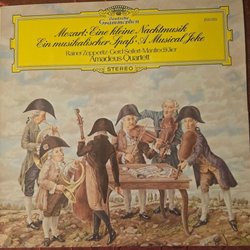 Deutsche
Grammophon
Mozart: Eine kleine Nachtmusik
Ein musikalischer Spaß · A Musical Joke
Rainer Zepperitz · Gerd Seifert · Manfred Klier
Amadeus-Quartett
STEREO